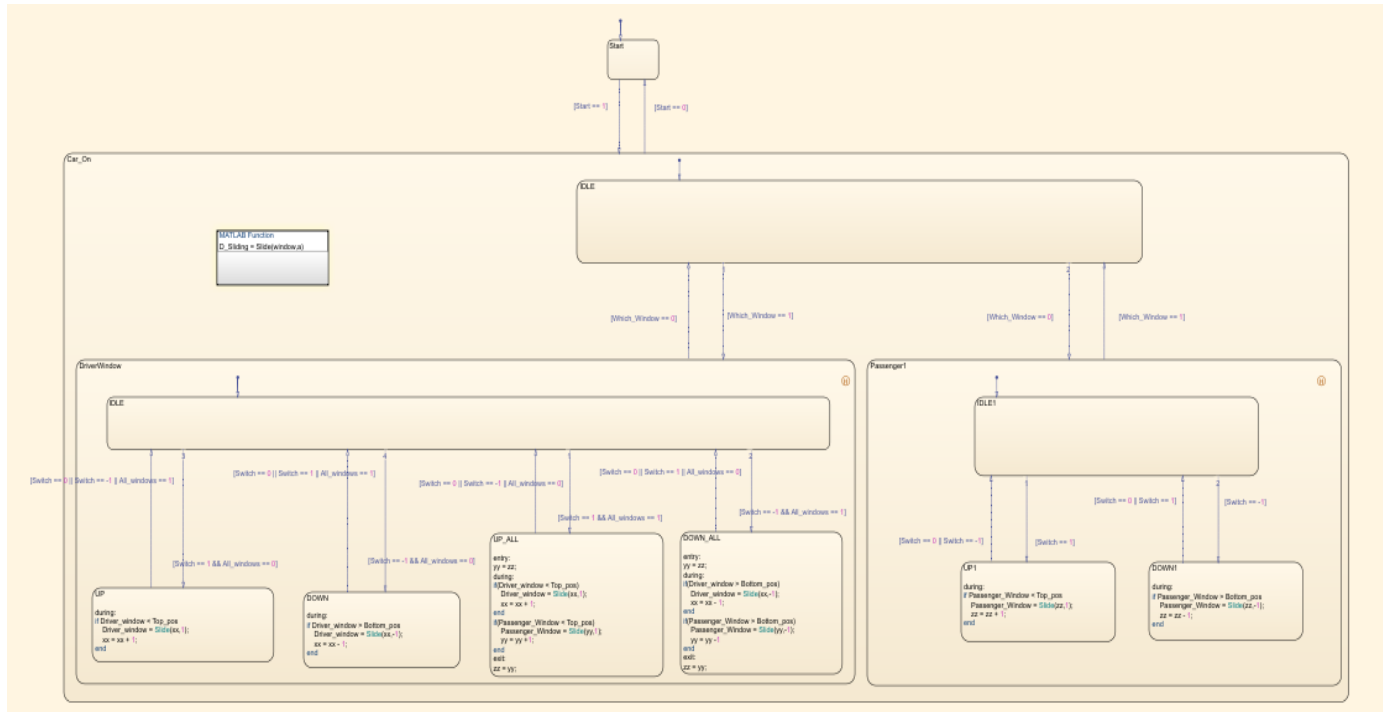 Start
[Start == 1]
[Start == 0]
Car_On
IDLE
MATLAB Function
D_Sliding = Slide(window,a)
[Which_Window == 0]
[Which_Window == 1]
[Which_Window == 0]
[Which_Window == 1]
DriverWindow
Passenger1
IDLE
IDLE1
[Switch == 0 || Switch == -1 || All_windows == 1]
[Switch == 0 || Switch == 1 || All_windows == 1]
[Switch == 0 || Switch == -1 || All_windows == 0]
[Switch == 0 || Switch == 1 || All_windows == 0]
[Switch == 1 && All_windows == 0]
[Switch == -1 && All_windows == 0]
[Switch == 1 && All_windows == 1]
[Switch == -1 && All_windows == 1]
[Switch == 0 || Switch == -1]
[Switch == 1]
[Switch == 0 || Switch == 1]
[Switch == -1]
UP
during:
if Driver_window < Top_pos
Driver_window = Slide(xx,1);
xx = xx + 1;
end
DOWN
during:
if Driver_window > Bottom_pos
Driver_window = Slide(xx,-1);
xx = xx - 1;
end
UP_ALL
entry:
yy = zz;
during:
if(Driver_window < Top_pos)
Driver_window = Slide(xx,1);
xx = xx + 1;
end
if(Passenger_Window < Top_pos)
Passenger_Window = Slide(yy,1);
yy = yy +1;
end
exit:
zz = yy;
DOWN_ALL
entry:
yy = zz;
during:
if(Driver_window > Bottom_pos)
Driver_window = Slide(xx,-1);
xx = xx - 1;
end
if(Passenger_Window > Bottom_pos)
Passenger_Window = Slide(yy,-1);
yy = yy -1
end
exit:
zz = yy;
UP1
during:
if Passenger_Window < Top_pos
Passenger_Window = Slide(zz,1);
zz = zz + 1;
end
DOWN1
during:
if Passenger_Window > Bottom_pos
Passenger_Window = Slide(zz,-1);
zz = zz - 1;
end